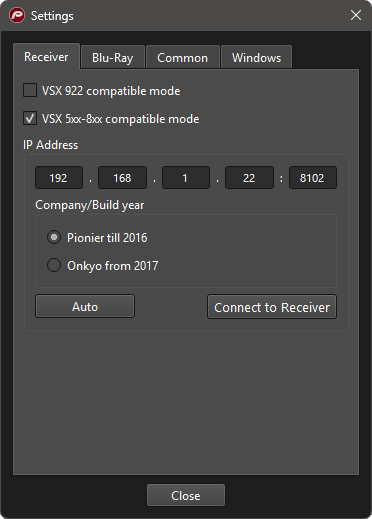 Settings
Receiver Blu-Ray Common Windows
VSX 922 compatible mode
VSX 5xx-8xx compatible mode
IP Address
192 . 168 . 1 . 22 : 8102
Company/Build year
Pionier till 2016
Onkyo from 2017
Auto Connect to Receiver
Close